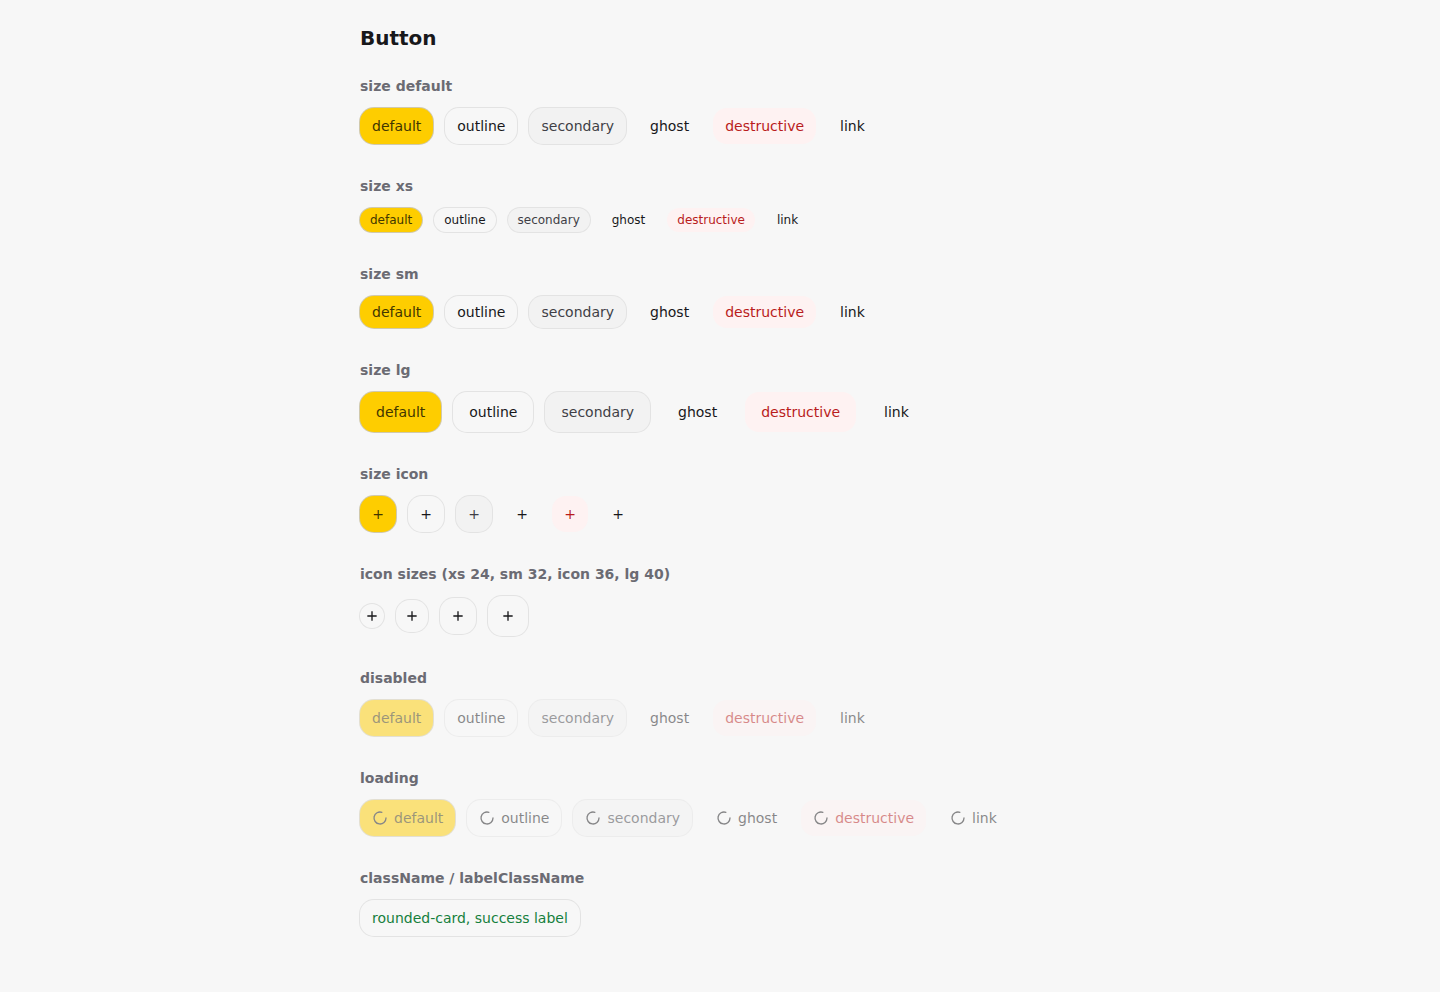 Button
size default
default outline secondary ghost destructive link
size xs
default outline secondary ghost destructive link
size sm
default outline secondary ghost destructive link
size lg
default outline secondary ghost destructive link
size icon
+ + + + + +
icon sizes (xs 24, sm 32, icon 36, lg 40)
+ + + +
disabled
default outline secondary ghost destructive link
loading
default outline secondary ghost destructive link
className / labelClassName
rounded-card, success label